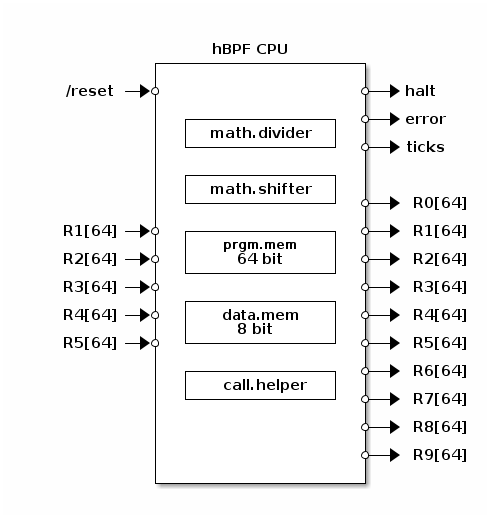 hBPF CPU
/reset
halt
error
math.divider
ticks
math.shifter
R0[64]
R1[64]
R1[64]
prgm.mem
64 bit
R2[64]
R2[64]
R3[64]
R3[64]
R4[64]
data.mem
8 bit
R4[64]
R5[64]
R5[64]
R6[64]
call.helper
R7[64]
R8[64]
R9[64]